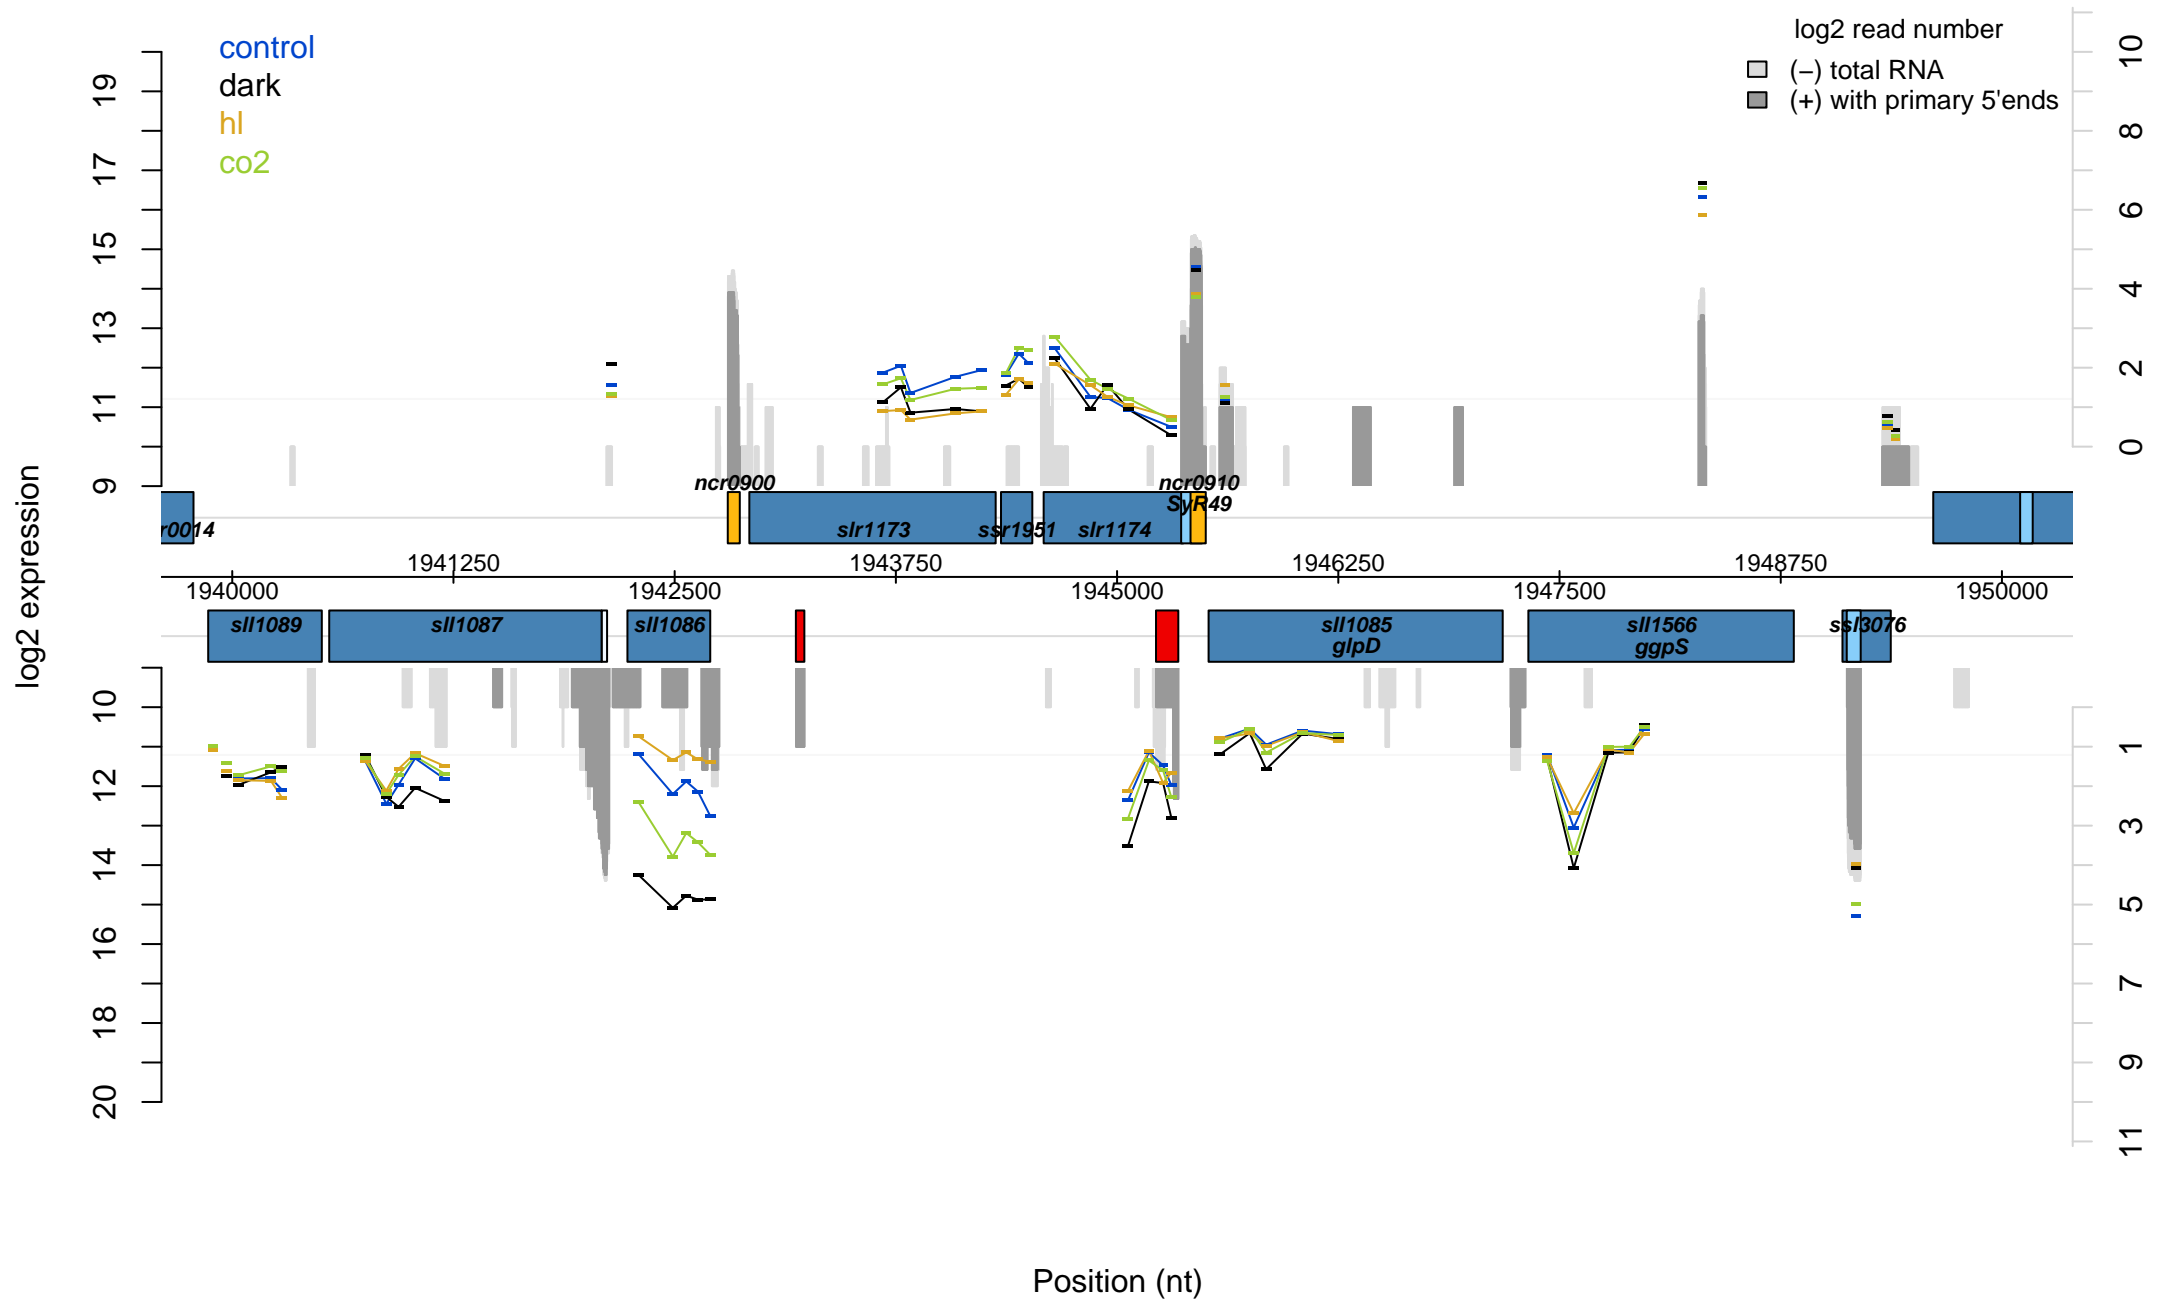 control
dark
hl
co2
log2 read number
(−) total RNA
(+) with primary 5'ends
19
17
15
13
11
9
10
8
6
4
2
0
log2 expression
ncr0900
ncr0910
SyR49
r0014
slr1173
ssr1951
slr1174
1941250
1943750
1946250
1948750
1940000
1942500
1945000
1947500
1950000
sll1089
sll1087
sll1086
sll1085
glpD
sll1566
ggpS
ssl3076
10
12
14
16
18
20
1
3
5
7
9
11
Position (nt)